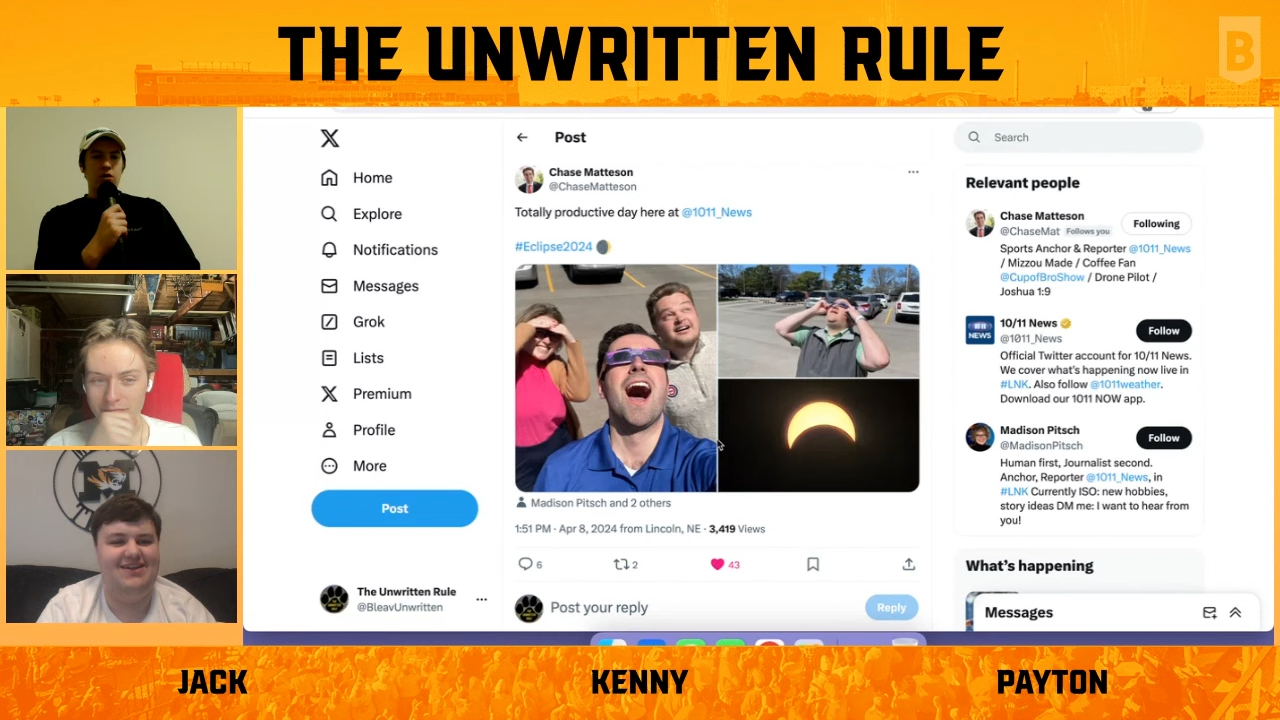 THE UNWRITTEN RULE
B
Home
Explore
Notifications
Messages
Grok
Lists
Premium
Profile
More
Post
The Unwritten Rule
@BleavUnwritten
Post
Chase Matteson
@ChaseMatteson
Totally productive day here at @1011_News
#Eclipse2024
Madison Pitsch and 2 others
1:51 PM · Apr 8, 2024 from Lincoln, NE · 3,419 Views
6
2
43
Post your reply
Reply
Search
Relevant people
Chase Matteson
@ChaseMat Follows you
Following
Sports Anchor & Reporter @1011_News
/ Mizzou Made / Coffee Fan
@CupofBroShow / Drone Pilot /
Joshua 1:9
NEWS
10/11 News
@1011_News
Follow
Official Twitter account for 10/11 News.
We cover what's happening now live in
#LNK. Also follow @1011weather.
Download our 1011 NOW app.
Madison Pitsch
@MadisonPitsch
Follow
Human first, Journalist second.
Anchor, Reporter @1011_News, in
#LNK Currently ISO: new hobbies,
story ideas DM me: I want to hear from
you!
What's happening
Messages
JACK
KENNY
PAYTON